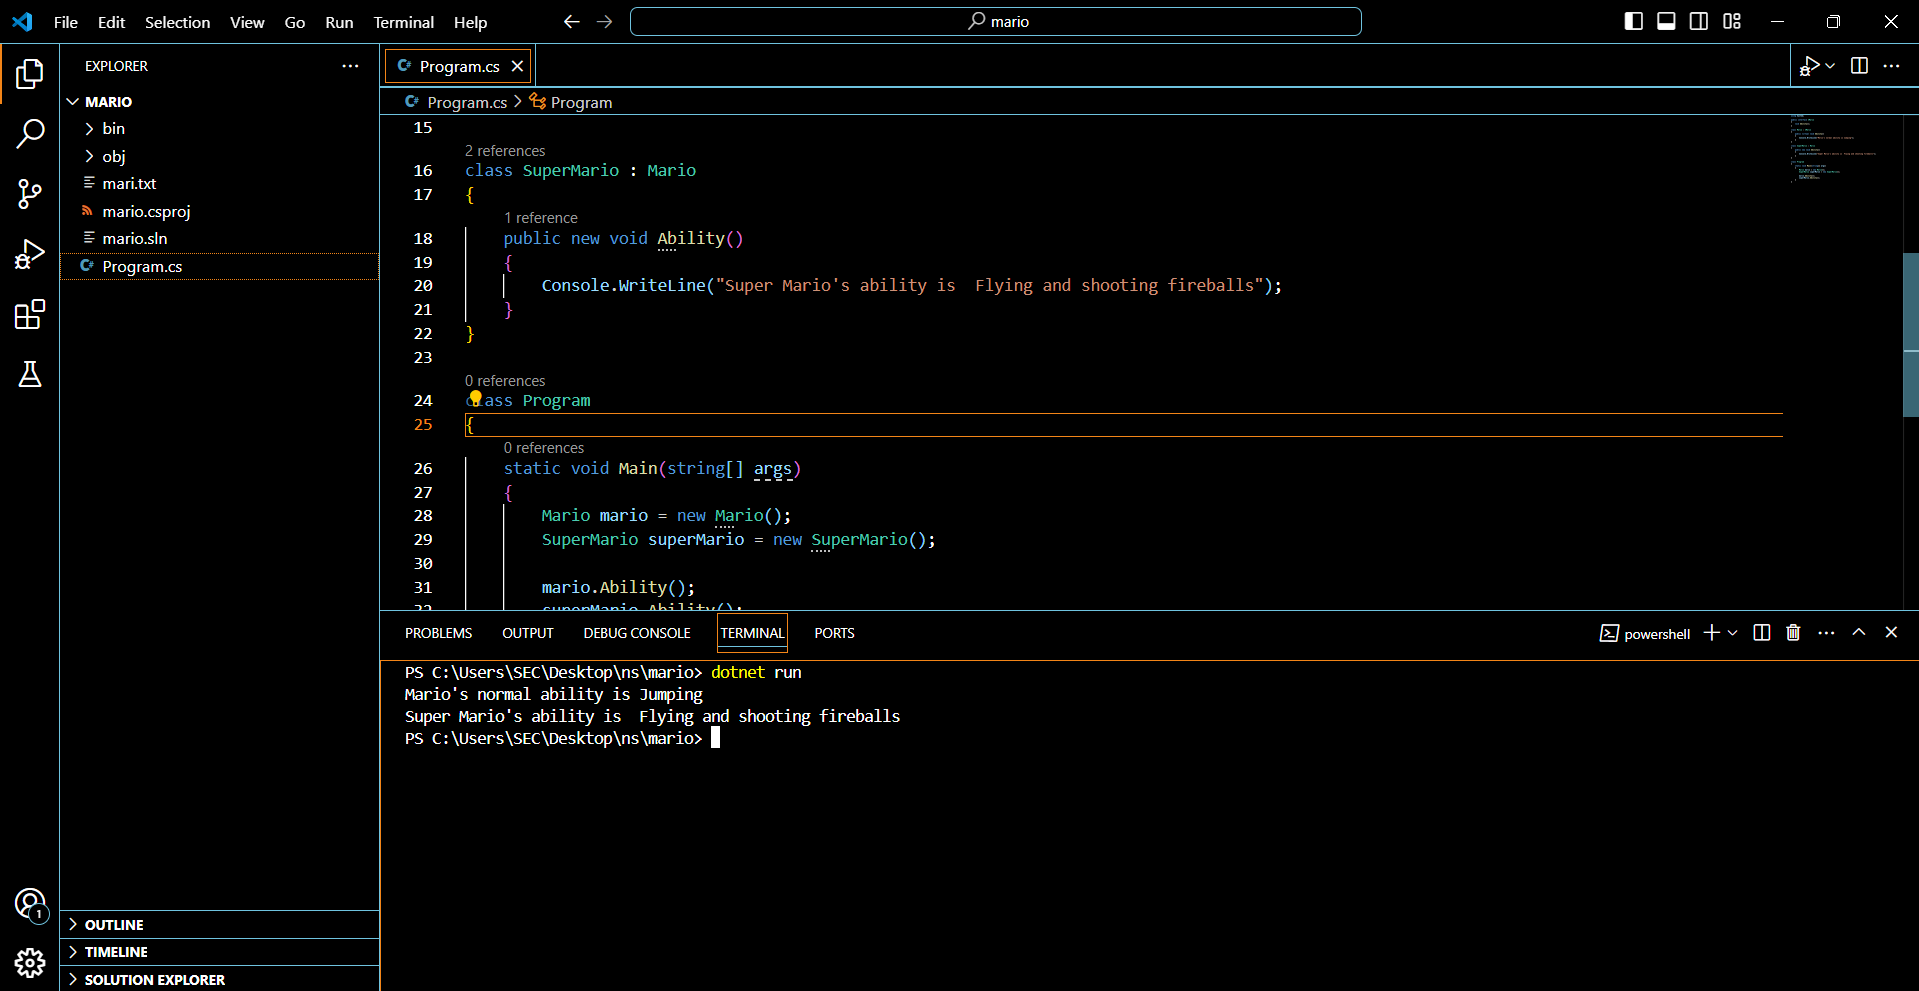 File Edit Selection View Go Run Terminal Help mario
EXPLORER
MARIO
bin
obj
mari.txt
mario.csproj
mario.sln
C# Program.cs
OUTLINE
TIMELINE
SOLUTION EXPLORER
1
C# Program.cs
C# Program.cs > Program
15
2 references
16 class SuperMario : Mario
17 {
1 reference
18 public new void Ability()
19 {
20 Console.WriteLine("Super Mario's ability is  Flying and shooting fireballs");
21 }
22 }
23
0 references
24 class Program
25 {
0 references
26 static void Main(string[] args)
27 {
28 Mario mario = new Mario();
29 SuperMario superMario = new SuperMario();
30
31 mario.Ability();
32 superMario.Ability();
PROBLEMS OUTPUT DEBUG CONSOLE TERMINAL PORTS powershell
PS C:\Users\SEC\Desktop\ns\mario> dotnet run
Mario's normal ability is Jumping
Super Mario's ability is  Flying and shooting fireballs
PS C:\Users\SEC\Desktop\ns\mario>